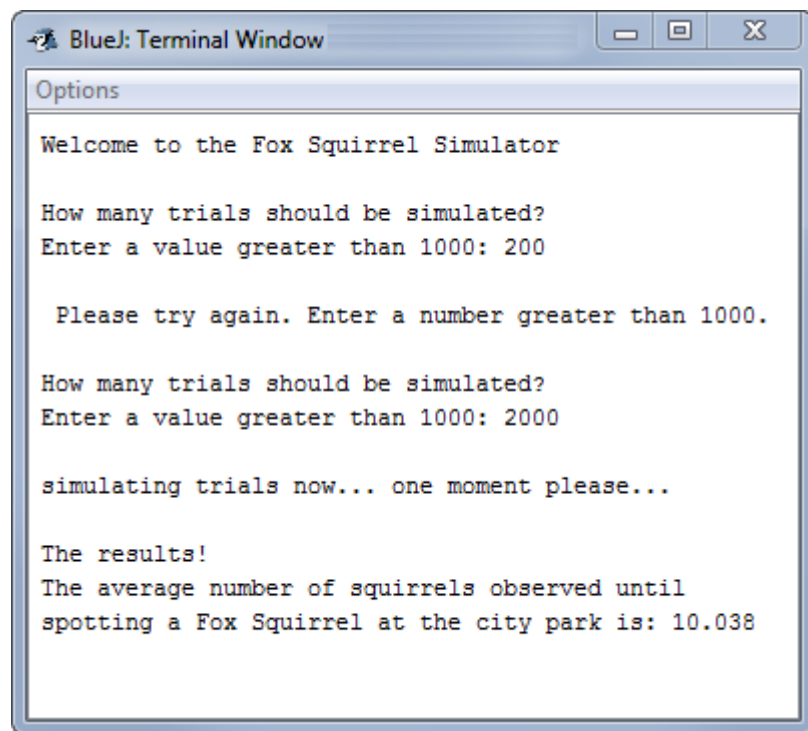 BlueJ: Terminal Window
Options
Welcome to the Fox Squirrel Simulator
How many trials should be simulated?
Enter a value greater than 1000: 200
Please try again. Enter a number greater than 1000.
How many trials should be simulated?
Enter a value greater than 1000: 2000
simulating trials now... one moment please...
The results!
The average number of squirrels observed until
spotting a Fox Squirrel at the city park is: 10.038